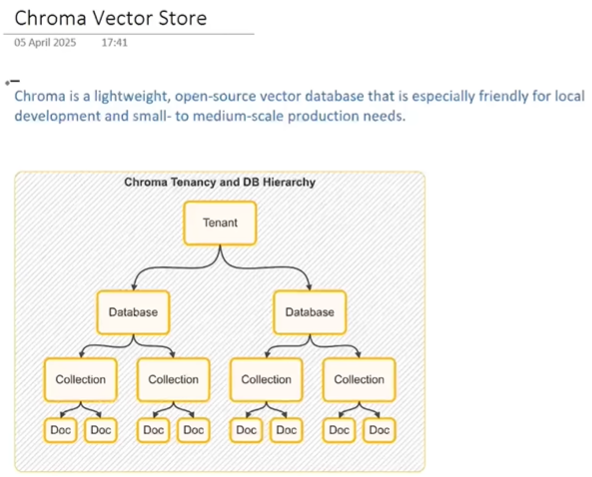 Chroma Vector Store
05 April 2025 17:41
Chroma is a lightweight, open-source vector database that is especially friendly for local
development and small- to medium-scale production needs.
Chroma Tenancy and DB Hierarchy
Tenant
Database Database
Collection Collection Collection Collection
Doc Doc Doc Doc Doc Doc Doc Doc